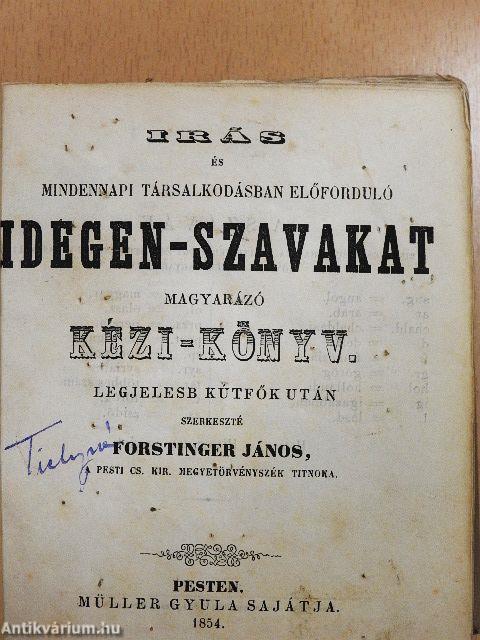 IRÁS
ÉS
MINDENNAPI TÁRSALKODÁSBAN ELŐFORDULÓ
IDEGEN-SZAVAKAT
MAGYARÁZÓ
KÉZI-KÖNYV.
LEGJELESB KÚTFŐK UTÁN
SZERKESZTÉ
FORSTINGER JÁNOS,
A PESTI CS. KIR. MEGYETÖRVÉNYSZÉK TITNOKA.
PESTEN,
MÜLLER GYULA SAJÁTJA.
1854.
Antikvárium.hu